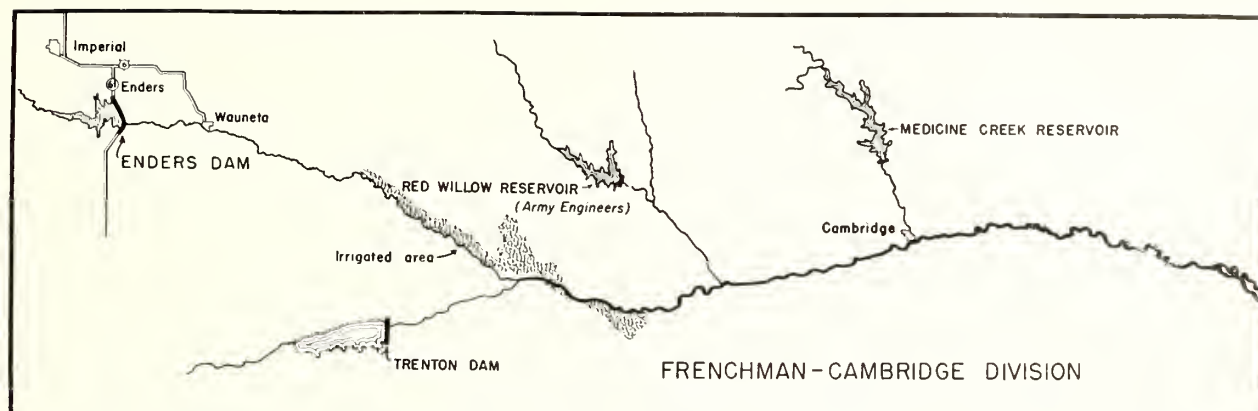 Imperial
6
Enders
Wauneta
ENDERS DAM
RED WILLOW RESERVOIR
(Army Engineers)
MEDICINE CREEK RESERVOIR
Cambridge
Irrigated area
TRENTON DAM
FRENCHMAN-CAMBRIDGE DIVISION